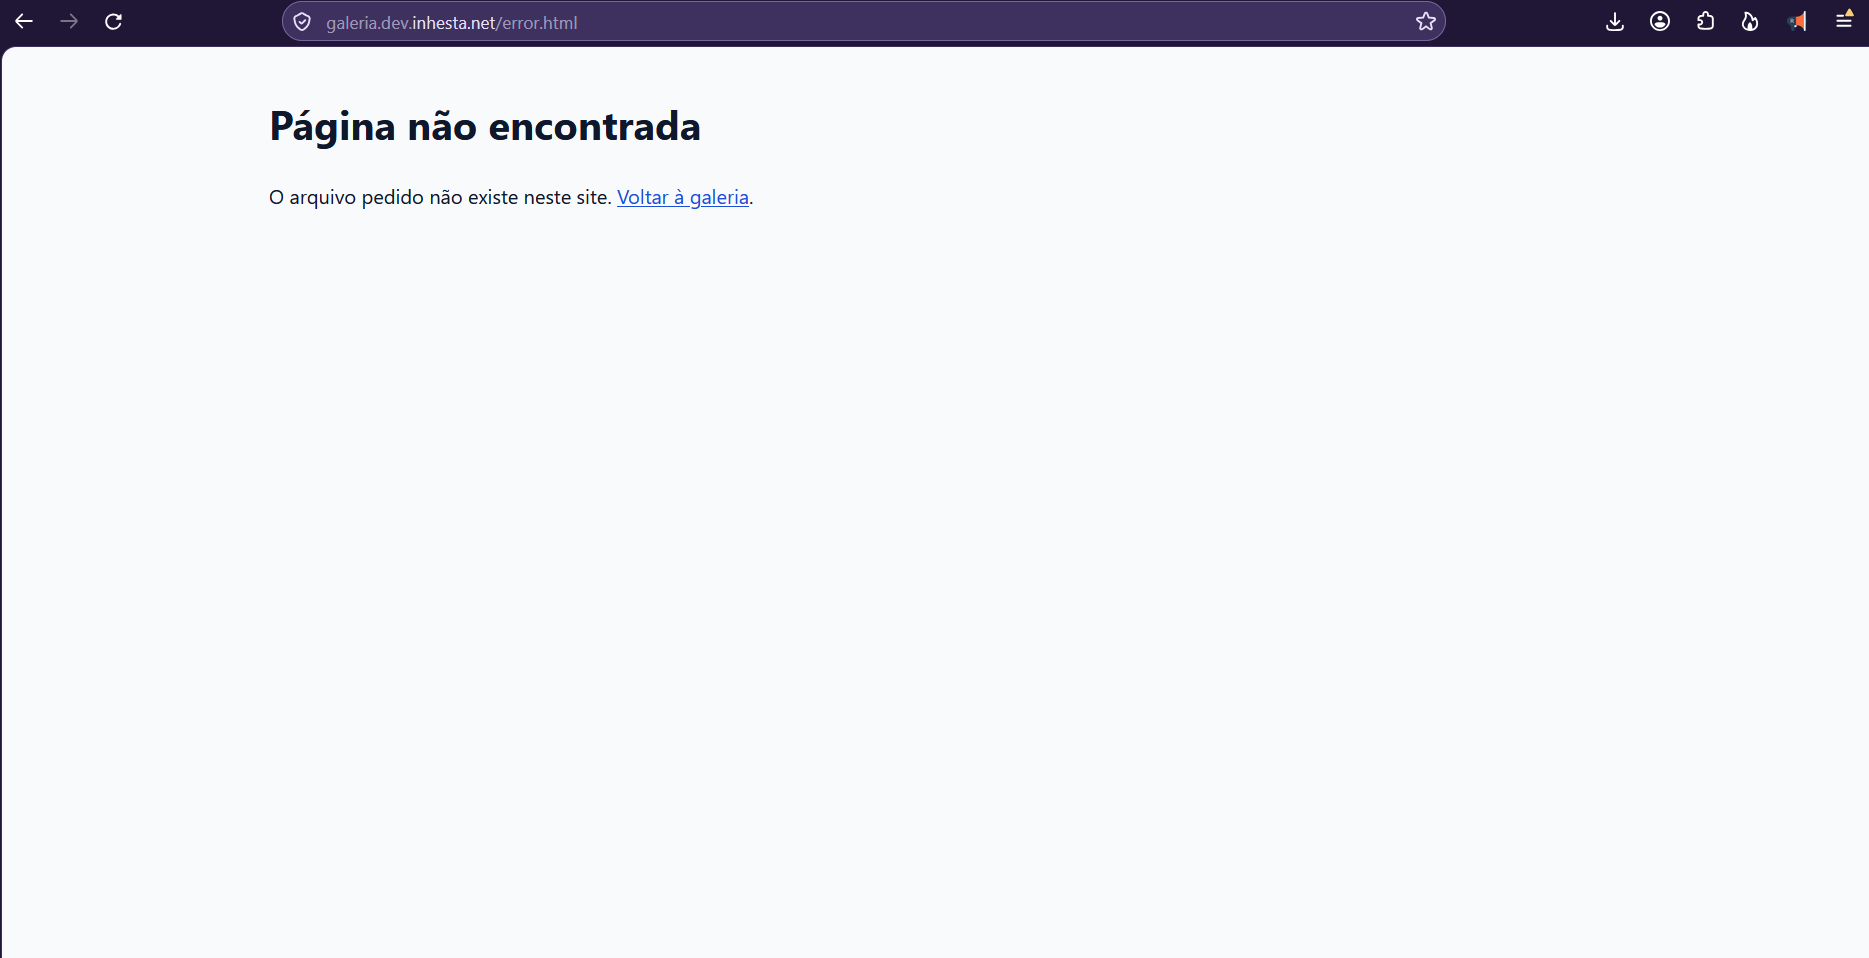 galeria.dev.inhesta.net/error.html
Página não encontrada
O arquivo pedido não existe neste site. Voltar à galeria.